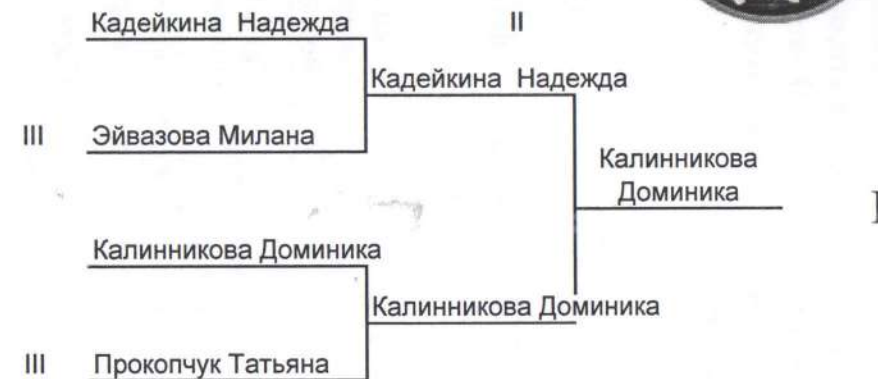 Кадейкина Надежда
II
Кадейкина Надежда
III
Эйвазова Милана
Калинникова
Доминика
Калинникова Доминика
Калинникова Доминика
III
Прокопчук Татьяна